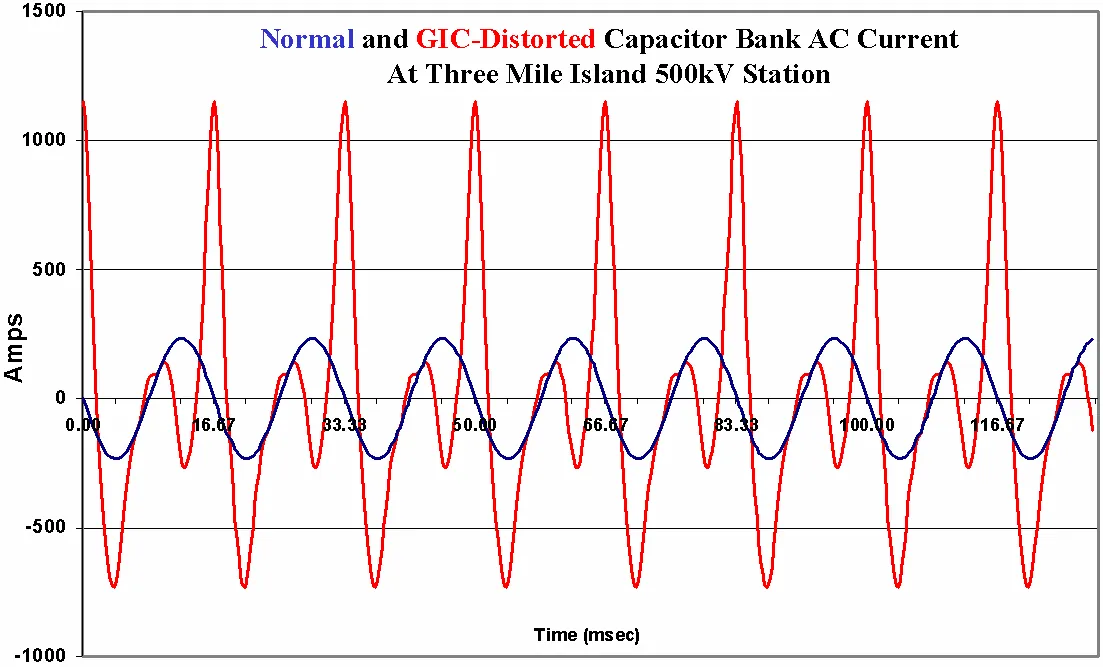 1500
Normal and GIC-Distorted Capacitor Bank AC Current
At Three Mile Island 500kV Station
1000
500
Amps
0
0.00 16.67 33.33 50.00 66.67 83.33 100.00 116.67
-500
Time (msec)
-1000